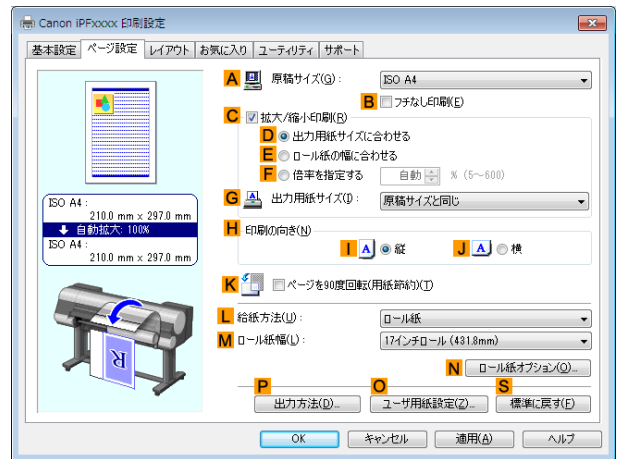 Canon iPFxxxx 印刷設定
基本設定 ページ設定 レイアウト お気に入り ユーティリティ サポート
A 原稿サイズ(G): ISO A4
B フチなし印刷(E)
C 拡大/縮小印刷(R)
D 出力用紙サイズに合わせる
E ロール紙の幅に合わせる
F 倍率を指定する 自動 % (5～600)
G 出力用紙サイズ(I): 原稿サイズと同じ
ISO A4 :
210.0 mm x 297.0 mm
自動拡大: 100%
ISO A4 :
210.0 mm x 297.0 mm
H 印刷の向き(N)
I A 縦 J A 横
K ページを90度回転(用紙節約)(T)
L 給紙方法(U): ロール紙
M ロール紙幅(L): 17インチロール (431.8mm)
N ロール紙オプション(O)...
P O S
出力方法(D)... ユーザ用紙設定(Z)... 標準に戻す(F)
OK キャンセル 適用(A) ヘルプ
R